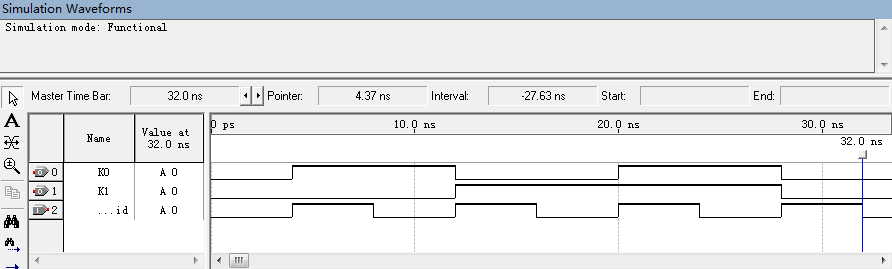 Simulation Waveforms
Simulation mode: Functional
Master Time Bar: 32.0 ns Pointer: 4.37 ns Interval: -27.63 ns Start: End:
Name Value at 32.0 ns
0 ps 10.0 ns 20.0 ns 30.0 ns
32.0 ns
0 K0 A 0
1 K1 A 0
2 ...id A 0